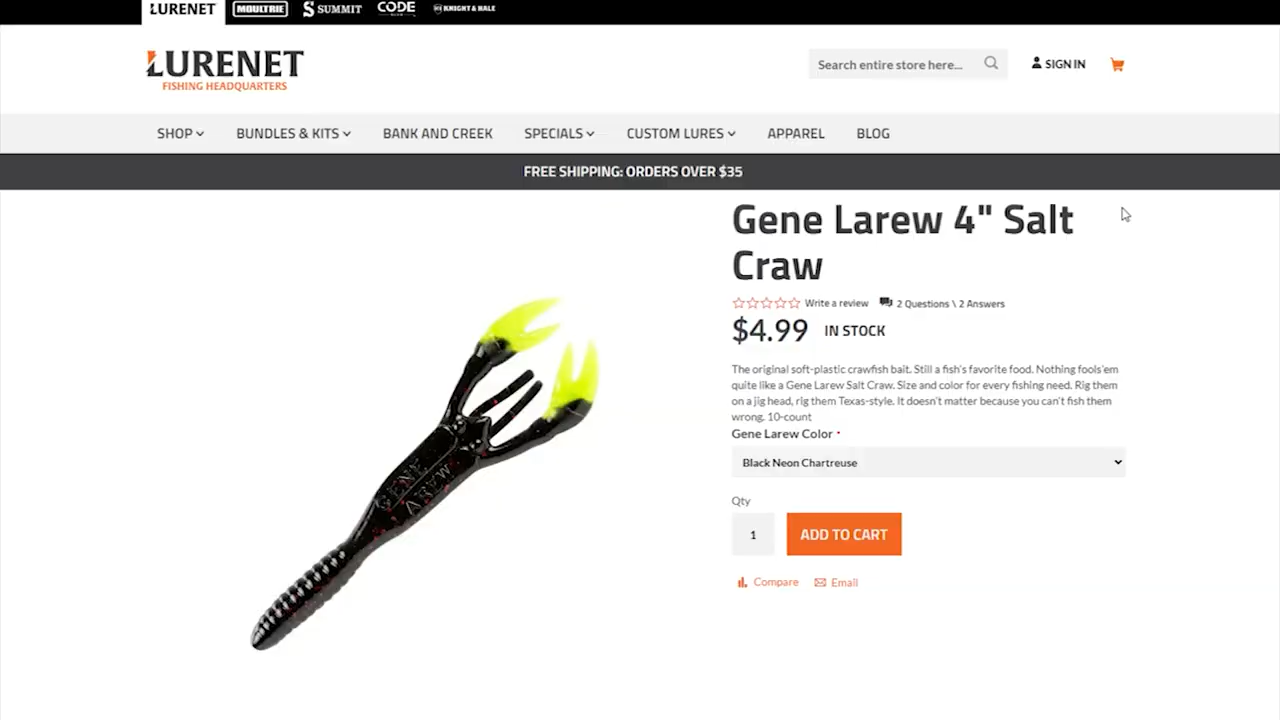 LURENET MOULTRIE SUMMIT CODE KNIGHT & HALE
LURENET
FISHING HEADQUARTERS
Search entire store here...
SIGN IN
SHOP BUNDLES & KITS BANK AND CREEK SPECIALS CUSTOM LURES APPAREL BLOG
FREE SHIPPING: ORDERS OVER $35
Gene Larew 4" Salt
Craw
Write a review 2 Questions \ 2 Answers
$4.99 IN STOCK
The original soft-plastic crawfish bait. Still a fish's favorite food. Nothing fools'em
quite like a Gene Larew Salt Craw. Size and color for every fishing need. Rig them
on a jig head, rig them Texas-style. It doesn't matter because you can't fish them
wrong. 10-count
Gene Larew Color *
Black Neon Chartreuse
Qty
1 ADD TO CART
Compare Email
GENE
LAREW